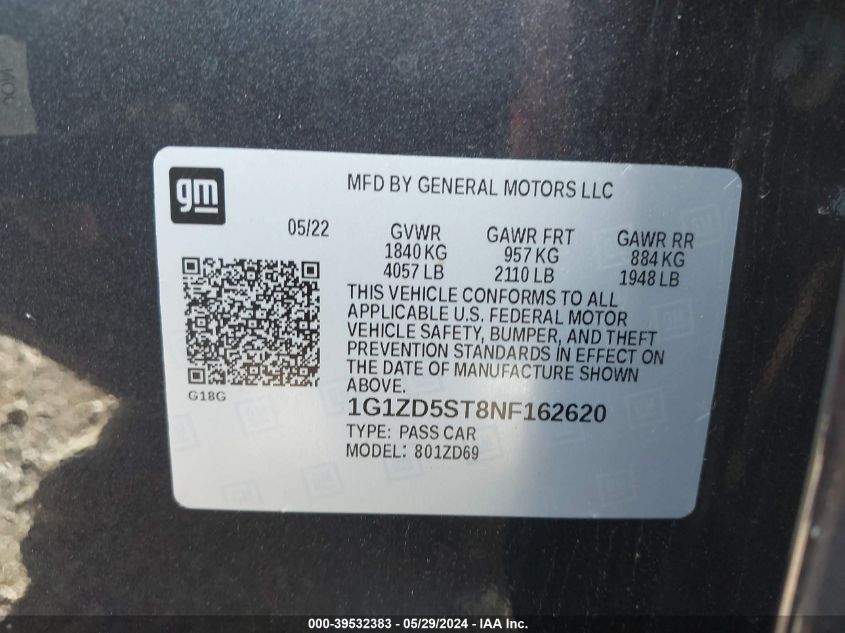 gm
MFD BY GENERAL MOTORS LLC
05/22
GVWR
1840 KG
4057 LB
GAWR FRT
957 KG
2110 LB
GAWR RR
884 KG
1948 LB
THIS VEHICLE CONFORMS TO ALL
APPLICABLE U.S. FEDERAL MOTOR
VEHICLE SAFETY, BUMPER, AND THEFT
PREVENTION STANDARDS IN EFFECT ON
THE DATE OF MANUFACTURE SHOWN
ABOVE.
G18G
1G1ZD5ST8NF162620
TYPE: PASS CAR
MODEL: 801ZD69
000-39532383 - 05/29/2024 - IAA Inc.